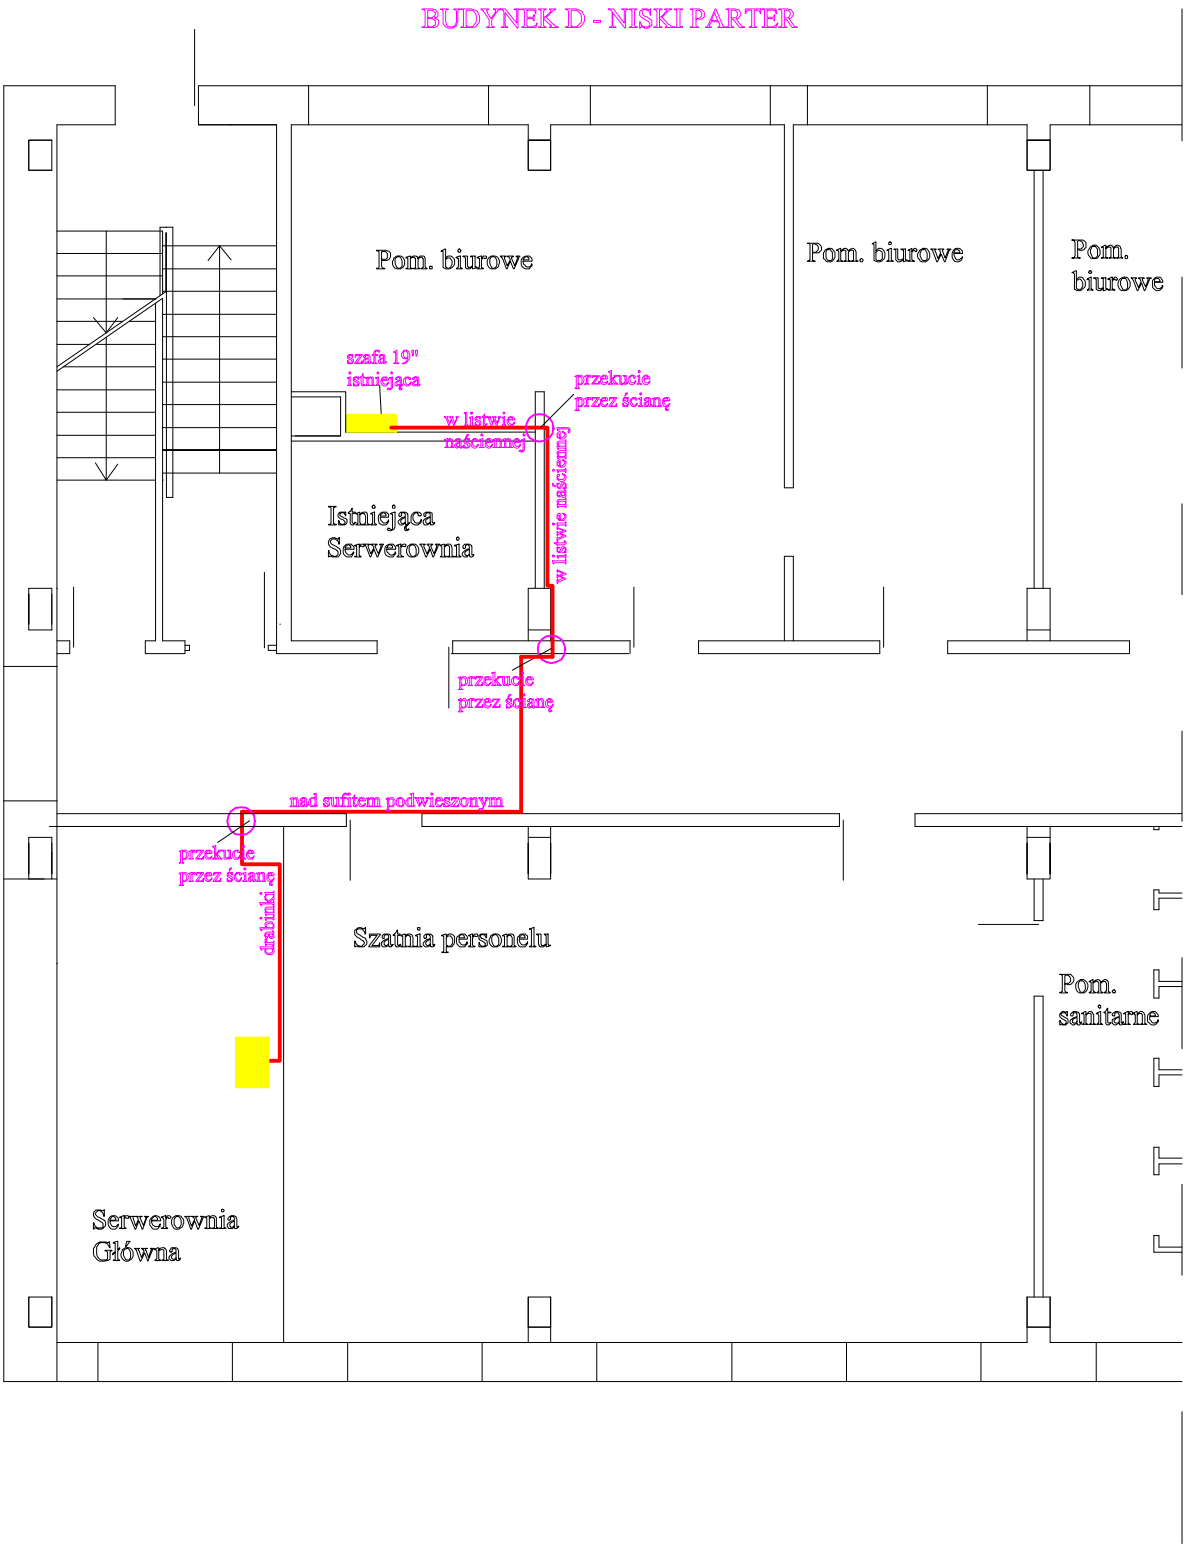 BUDYNEK D - NISKI PARTER
Pom. biurowe
Pom. biurowe
Pom.
biurowe
szafa 19"
istniejąca
przekucie
przez ścianę
w listwie
naściennej
w listwie naściennej
Istniejąca
Serwerownia
przekucie
przez ścianę
nad sufitem podwieszonym
przekucie
przez ścianę
drabinki
Szatnia personelu
Pom.
sanitarne
Serwerownia
Główna